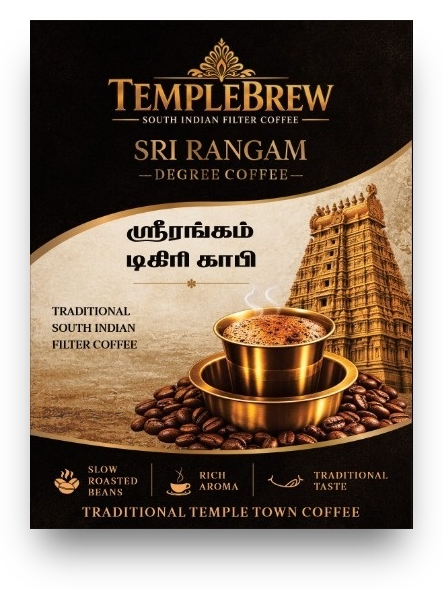 TEMPLEBREW
SOUTH INDIAN FILTER COFFEE
SRI RANGAM
DEGREE COFFEE
ஸ்ரீரங்கம்
டிகிரி காபி
TRADITIONAL
SOUTH INDIAN
FILTER COFFEE
SLOW
ROASTED
BEANS
RICH
AROMA
TRADITIONAL
TASTE
TRADITIONAL TEMPLE TOWN COFFEE